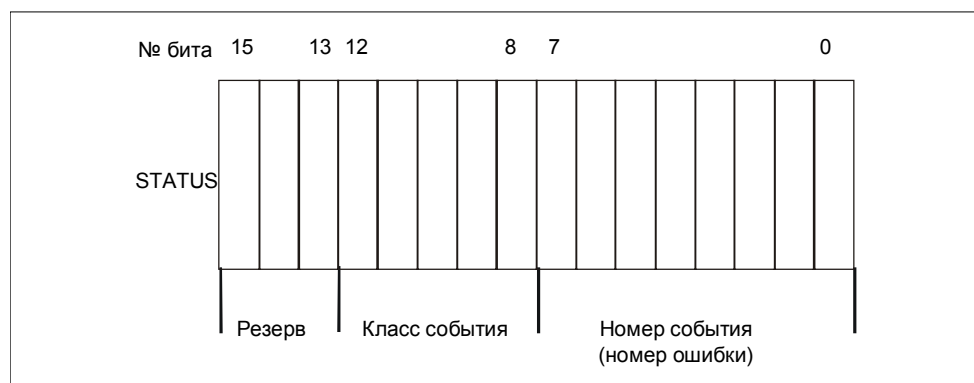 № бита 15 13 12 8 7 0
STATUS
Резерв Класс события Номер события
(номер ошибки)